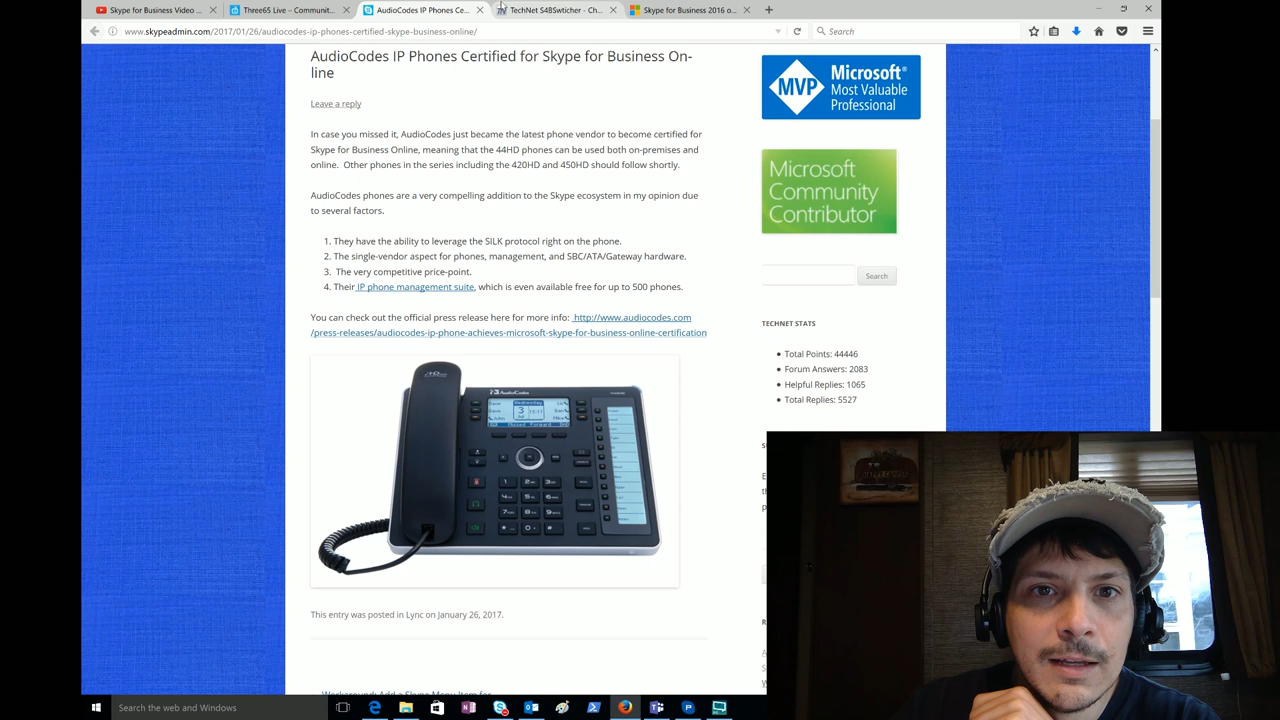 Skype for Business Video ...
Three65 Live – Communit...
AudioCodes IP Phones Ce...
TechNet S4BSwticher - Ch...
Skype for Business 2016 o...
www.skypeadmin.com/2017/01/26/audiocodes-ip-phones-certified-skype-business-online/
Search
AudioCodes IP Phones Certified for Skype for Business On-
line
Leave a reply
In case you missed it, AudioCodes just became the latest phone vendor to become certified for
Skype for Business Online, meaning that the 44HD phones can be used both on-premises and
online. Other phones in the series including the 420HD and 450HD should follow shortly.
AudioCodes phones are a very compelling addition to the Skype ecosystem in my opinion due
to several factors.
1. They have the ability to leverage the SILK protocol right on the phone.
2. The single-vendor aspect for phones, management, and SBC/ATA/Gateway hardware.
3. The very competitive price-point.
4. Their IP phone management suite, which is even available free for up to 500 phones.
You can check out the official press release here for more info: http://www.audiocodes.com
/press-releases/audiocodes-ip-phone-achieves-microsoft-skype-for-business-online-certification
AudioCodes
This entry was posted in Lync on January 26, 2017.
Workaround: Add a Skype Menu Item for
MVP
Microsoft®
Most Valuable
Professional
Microsoft
Community
Contributor
Search
TECHNET STATS
Total Points: 44446
Forum Answers: 2083
Helpful Replies: 1065
Total Replies: 5527
Search the web and Windows